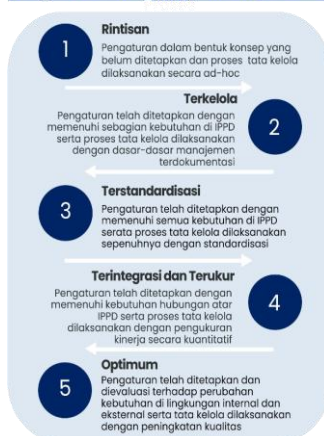 1
Rintisan
Pengaturan dalam bentuk konsep yang
belum ditetapkan dan proses tata kelola
dilaksanakan secara ad-hoc
Terkelola
Pengaturan telah ditetapkan dengan
memenuhi sebagian kebutuhan di IPPD
serta proses tata kelola dilaksanakan
dengan dasar-dasar manajemen
terdokumentasi
2
3
Terstandardisasi
Pengaturan telah ditetapkan dengan
memenuhi semua kebutuhan di IPPD
serata proses tata kelola dilaksanakan
sepenuhnya dengan standardisasi
Terintegrasi dan Terukur
Pengaturan telah ditetapkan dengan
memenuhi kebutuhan hubungan atar
IPPD serta proses tata kelola
dilaksanakan dengan pengukuran
kinerja secara kuantitatif
4
5
Optimum
Pengaturan telah ditetapkan dan
dievaluasi terhadap perubahan
kebutuhan di lingkungan internal dan
eksternal serta tata kelola dilaksanakan
dengan peningkatan kualitas